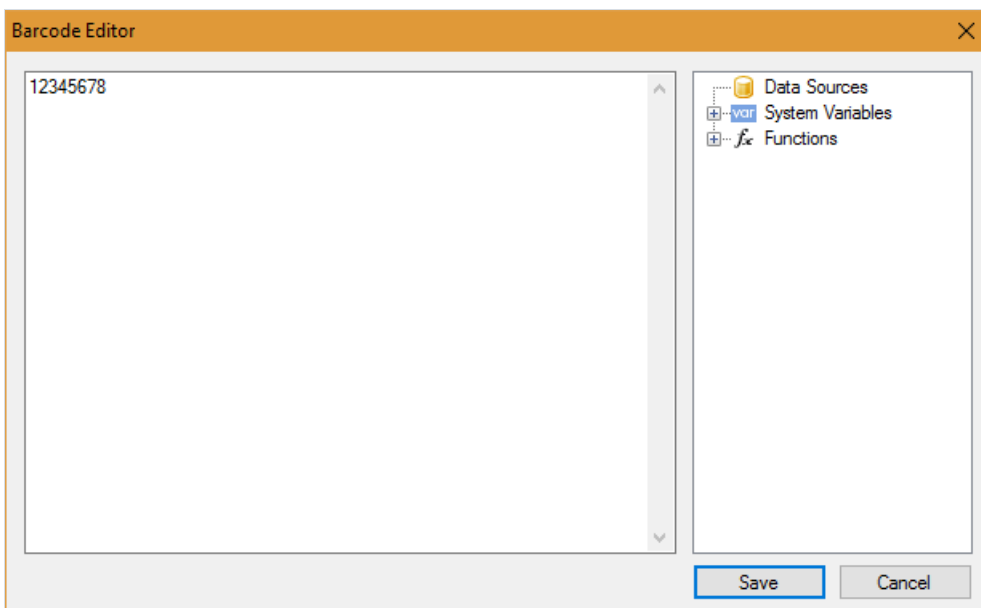 Barcode Editor
12345678
Data Sources
var System Variables
fx Functions
Save Cancel